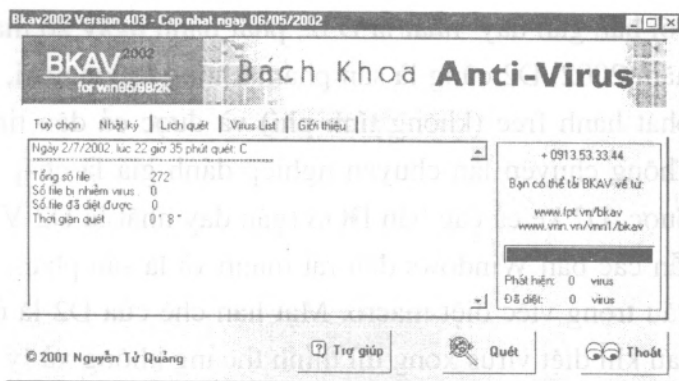 Bkav2002 Version 403 - Cap nhat ngay 06/05/2002
BKAV 2002
for win95/98/2K
Bách Khoa Anti-Virus
Tuỳ chọn Nhật ký Lịch quét Virus List Giới thiệu
Ngày 2/7/2002. lúc 22 giờ 35 phút quét: C
Tổng số file 272
Số file bị nhiễm virus: 0
Số file đã diệt được: 0
Thời gian quét 0 ' 8 "
+ 0913.53.33.44
Bạn có thể tải BKAV về từ:
www.fpt.vn/bkav
www.vnn.vn/vnn1/bkav
Phát hiện: 0 virus
Đã diệt: 0 virus
© 2001 Nguyễn Tử Quảng
Trợ giúp
Quét
Thoát